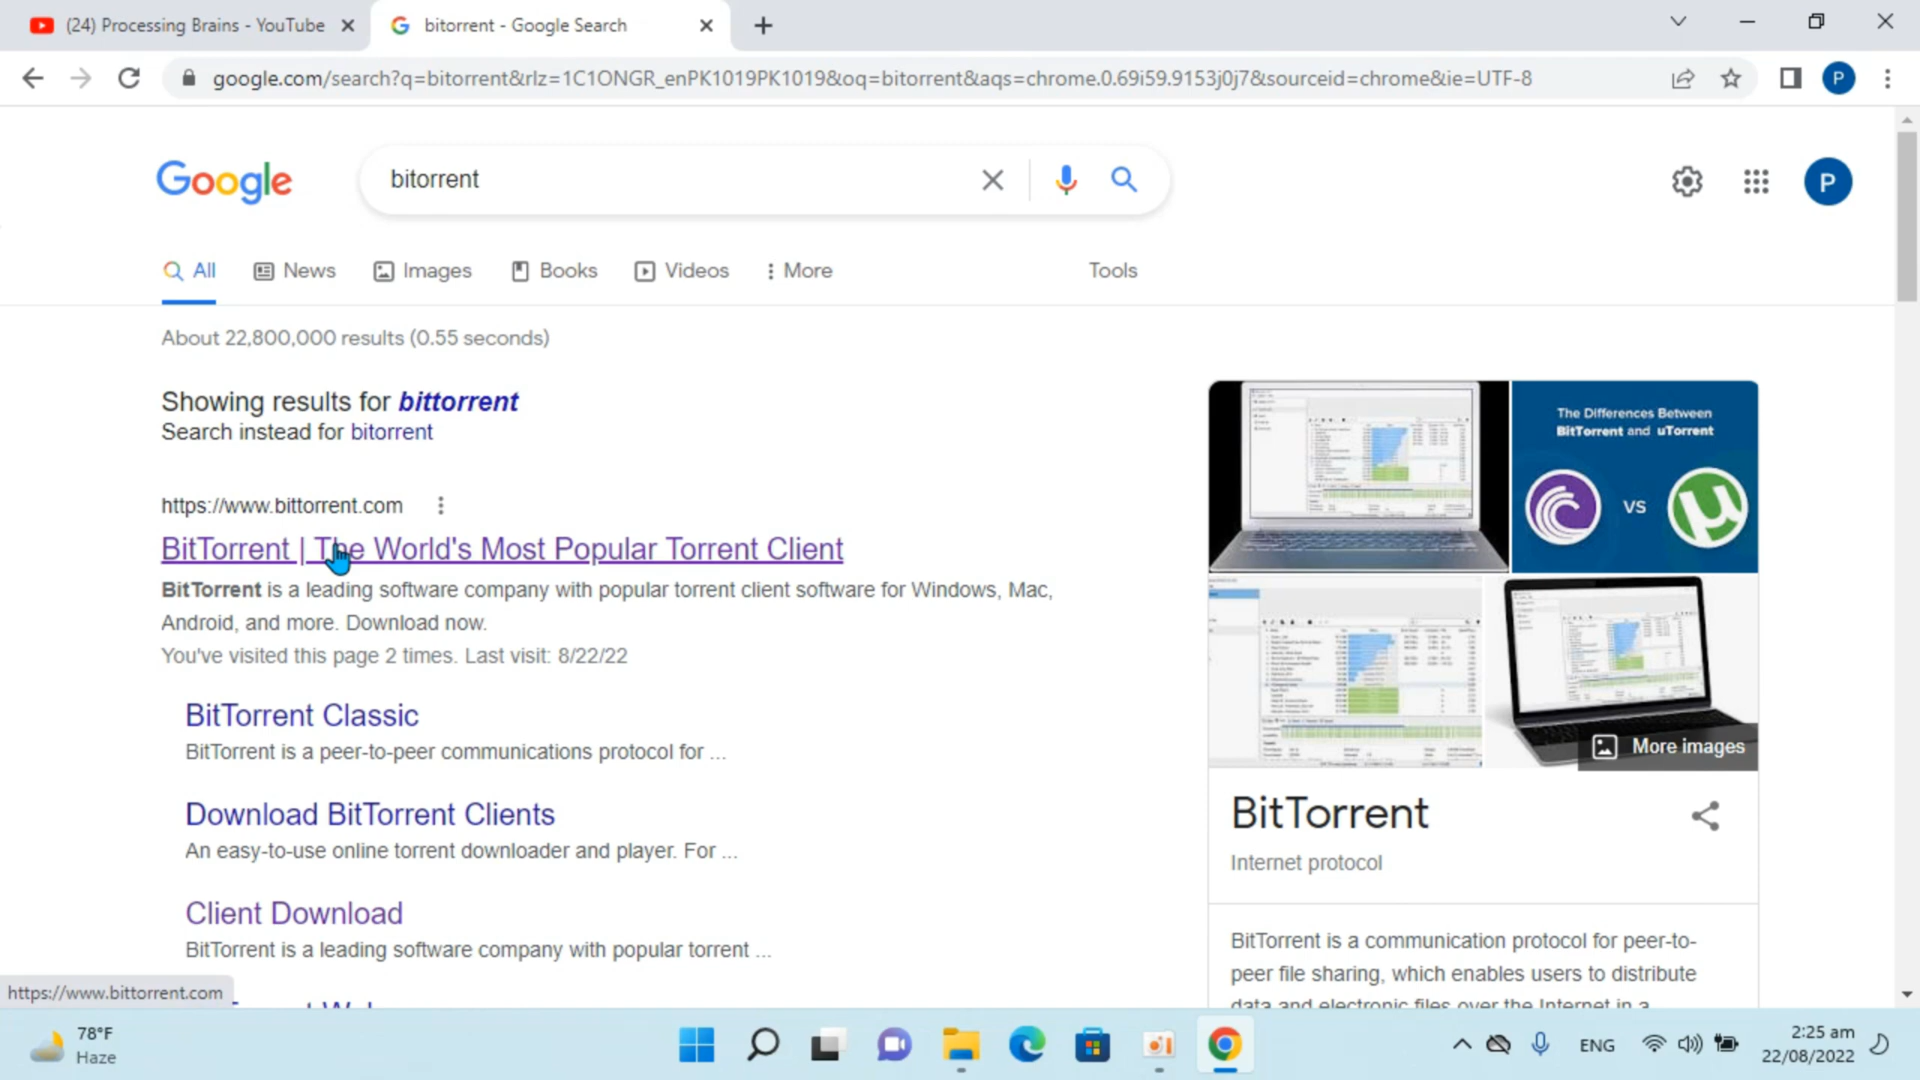 (24) Processing Brains - YouTube
bitorrent - Google Search
google.com/search?q=bitorrent&rlz=1C1ONGR_enPK1019PK1019&oq=bitorrent&aqs=chrome.0.69i59.9153j0j7&sourceid=chrome&ie=UTF-8
P
Google
bitorrent
P
All
News
Images
Books
Videos
More
Tools
About 22,800,000 results (0.55 seconds)
Showing results for bittorrent
Search instead for bitorrent
https://www.bittorrent.com
BitTorrent | The World's Most Popular Torrent Client
BitTorrent is a leading software company with popular torrent client software for Windows, Mac,
Android, and more. Download now.
You've visited this page 2 times. Last visit: 8/22/22
BitTorrent Classic
BitTorrent is a peer-to-peer communications protocol for ...
Download BitTorrent Clients
An easy-to-use online torrent downloader and player. For ...
Client Download
BitTorrent is a leading software company with popular torrent ...
https://www.bittorrent.com
The Differences Between
BitTorrent and uTorrent
VS
More images
BitTorrent
Internet protocol
BitTorrent is a communication protocol for peer-to-
peer file sharing, which enables users to distribute
data and electronic files over the Internet in a
78°F
Haze
ENG
2:25 am
22/08/2022